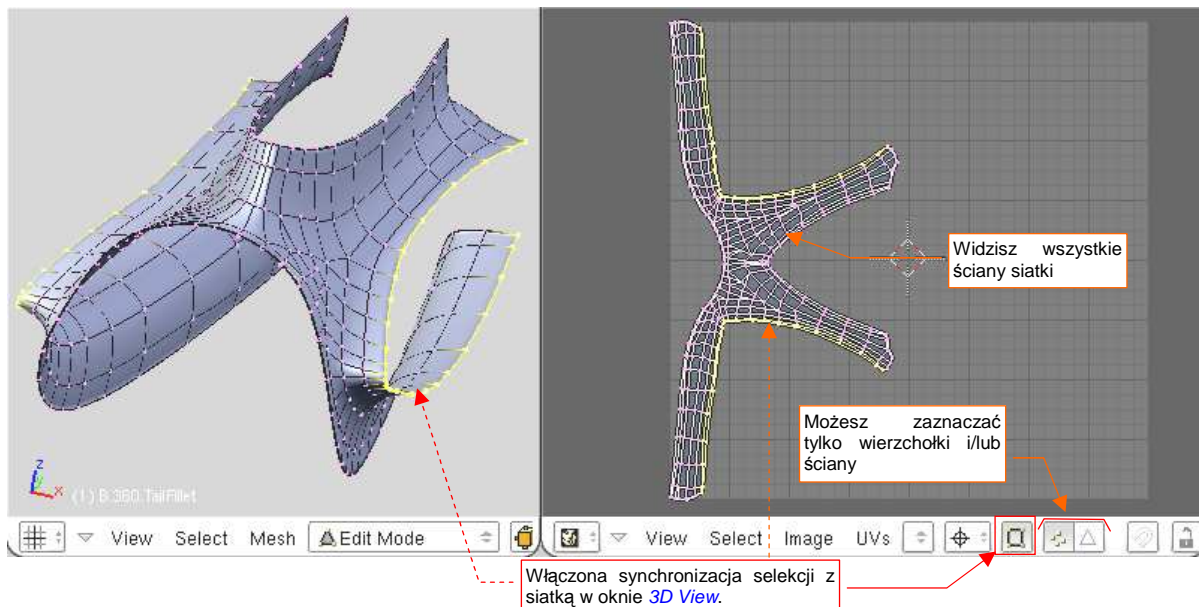 Widzisz wszystkie
ściany siatki
Możesz zaznaczać
tylko wierzchołki i/lub
ściany
z
x
(1) B.360.TailFillet
View Select Mesh Edit Mode
View Select Image UVs
Włączona synchronizacja selekcji z
siatką w oknie 3D View.